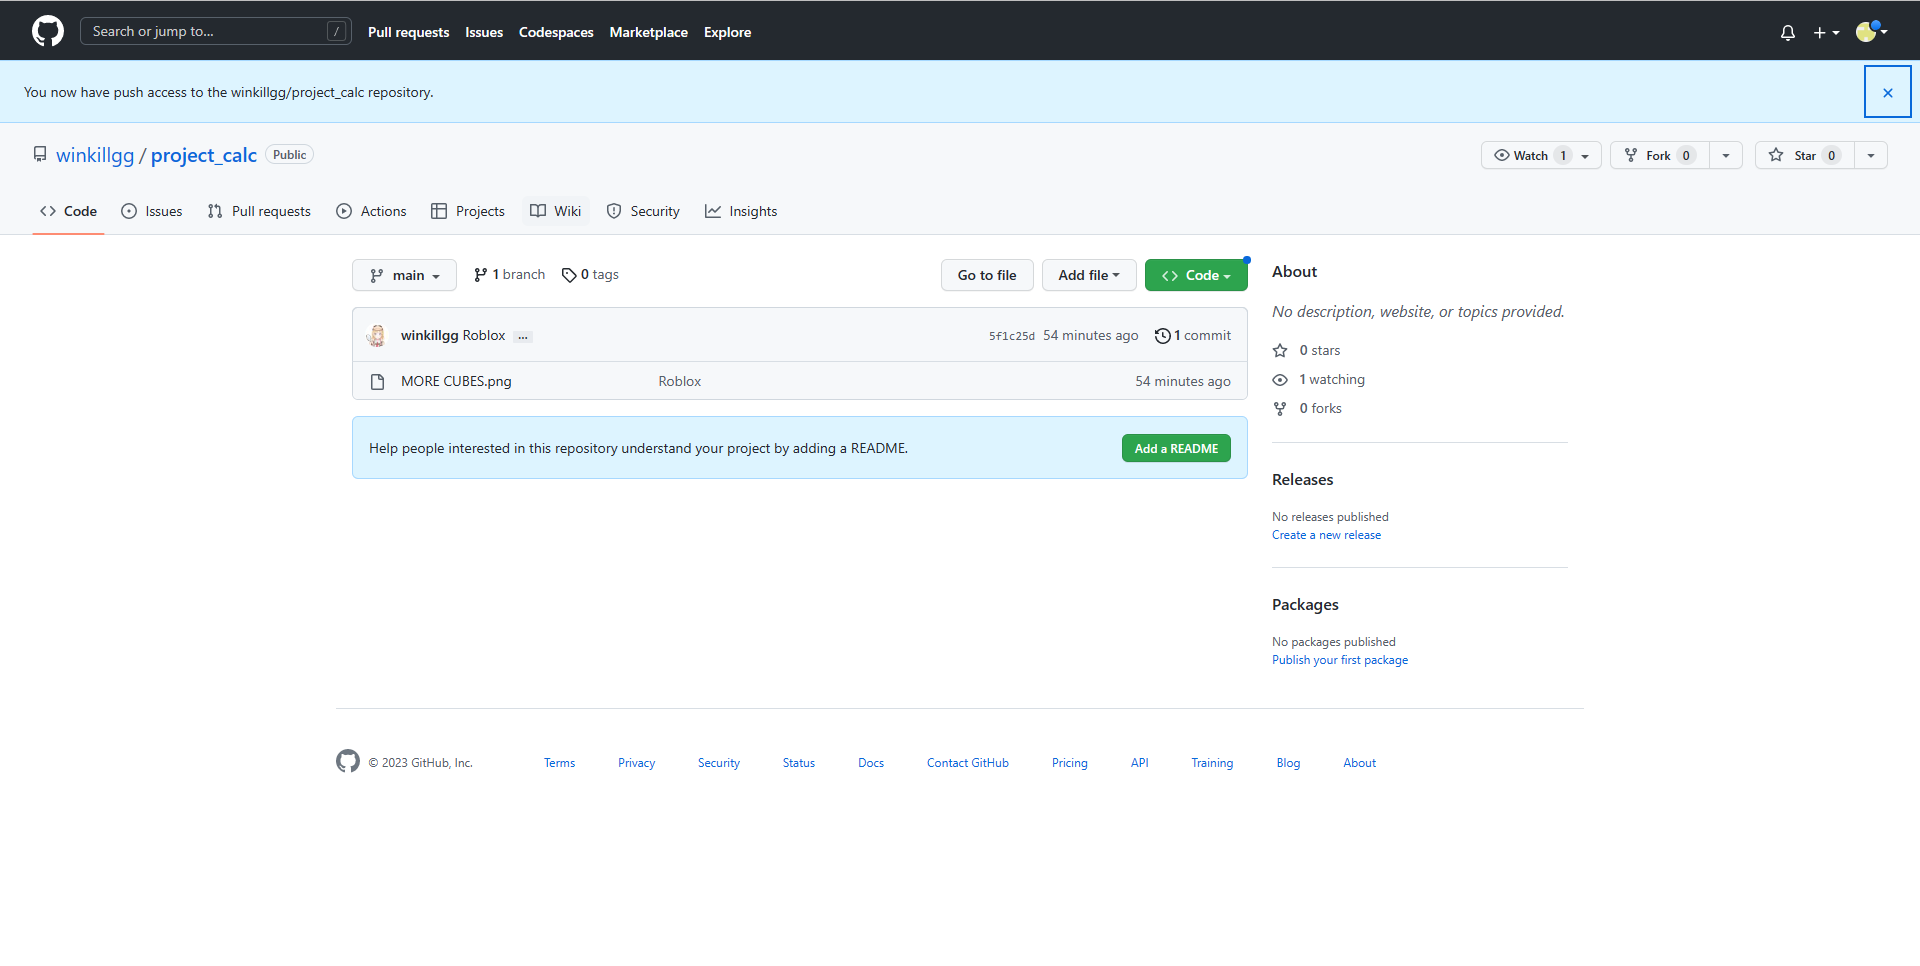 Search or jump to... /
Pull requests Issues Codespaces Marketplace Explore
You now have push access to the winkillgg/project_calc repository.
winkillgg / project_calc Public
Watch 1 Fork 0 Star 0
Code Issues Pull requests Actions Projects Wiki Security Insights
main 1 branch 0 tags Go to file Add file Code
winkillgg Roblox ... 5f1c25d 54 minutes ago 1 commit
MORE CUBES.png Roblox 54 minutes ago
Help people interested in this repository understand your project by adding a README. Add a README
About
No description, website, or topics provided.
0 stars
1 watching
0 forks
Releases
No releases published
Create a new release
Packages
No packages published
Publish your first package
© 2023 GitHub, Inc. Terms Privacy Security Status Docs Contact GitHub Pricing API Training Blog About